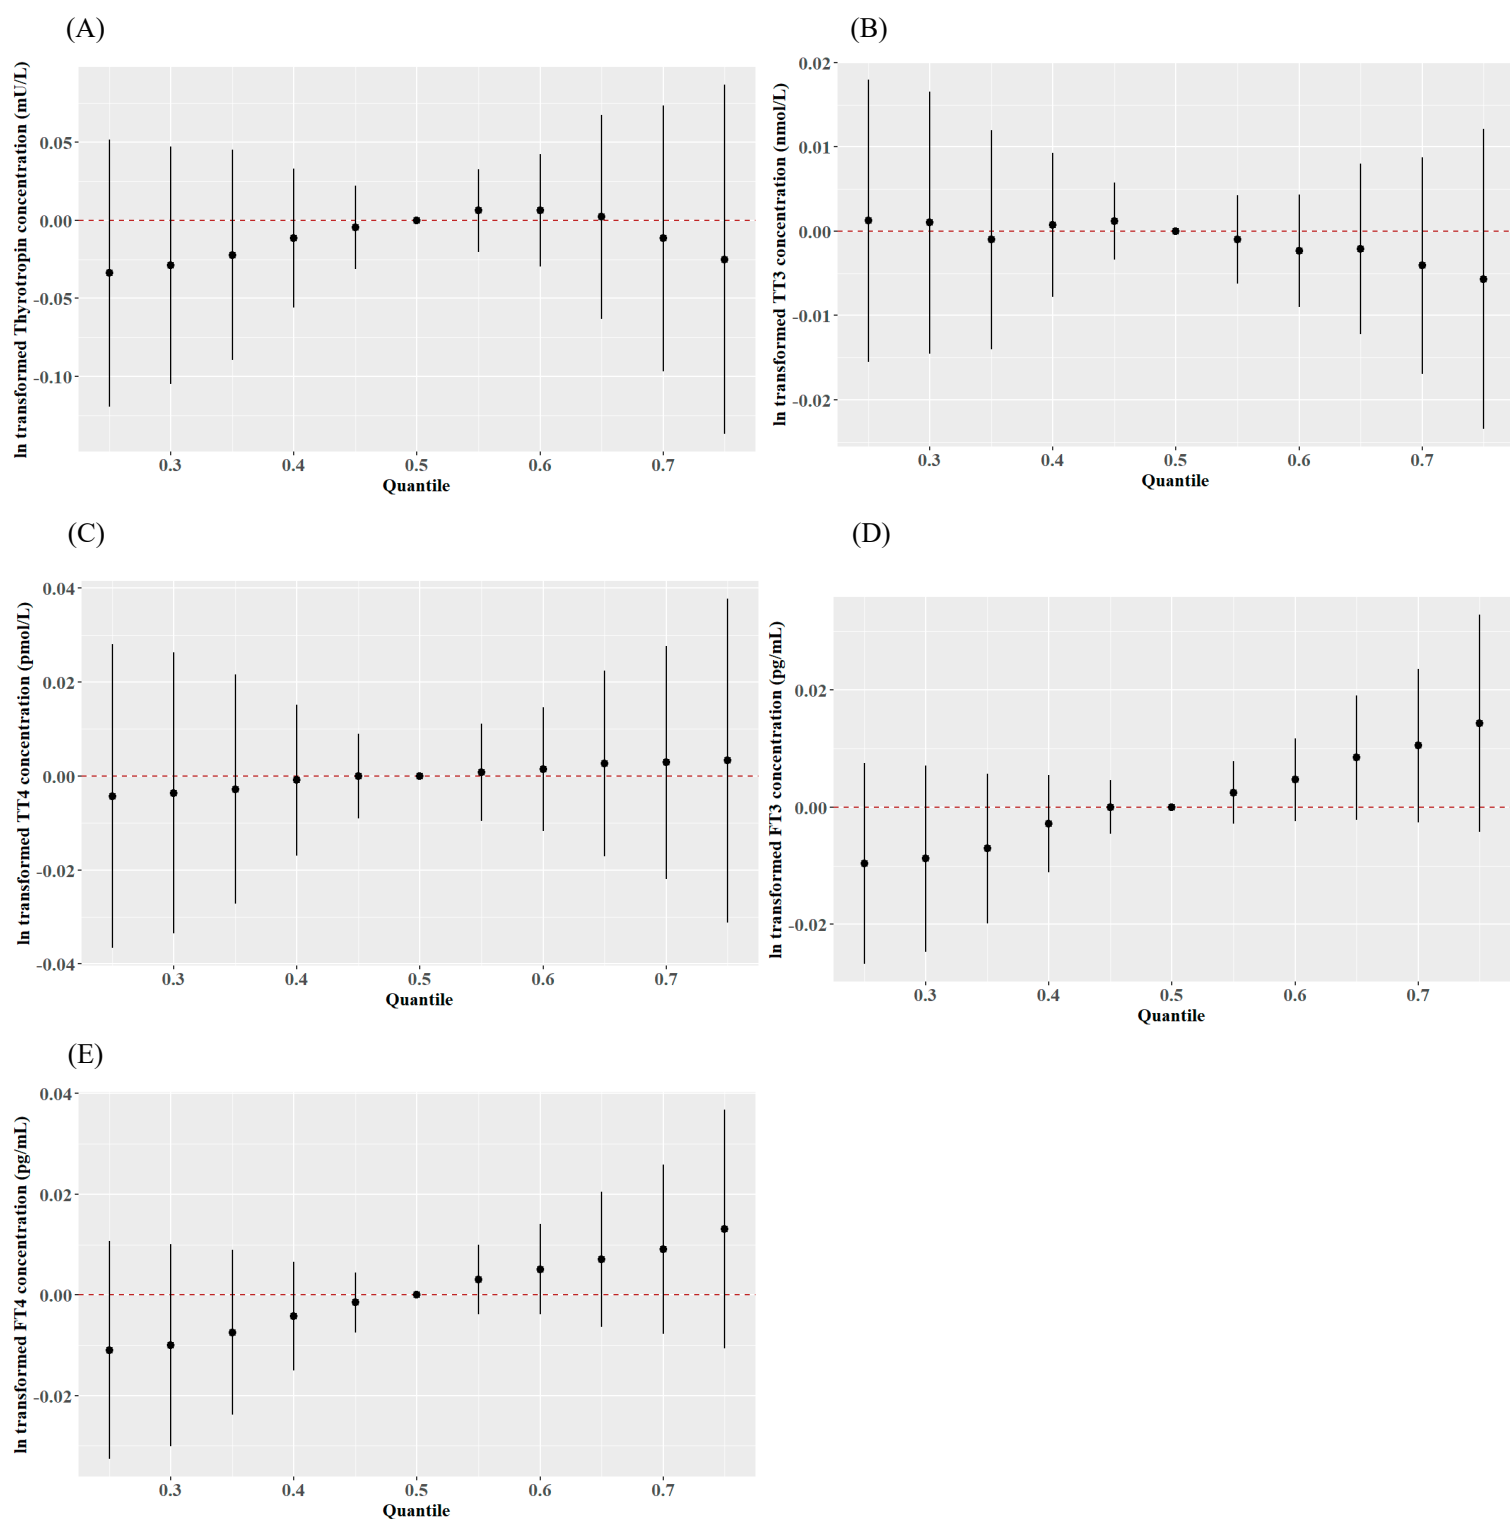 (A)
ln transformed Thyrotropin concentration (mU/L)
0.05
0.00
-0.05
-0.10
0.3 0.4 0.5 0.6 0.7
Quantile
(B)
ln transformed TT3 concentration (nmol/L)
0.02
0.01
0.00
-0.01
-0.02
0.3 0.4 0.5 0.6 0.7
Quantile
(C)
ln transformed TT4 concentration (pmol/L)
0.04
0.02
0.00
-0.02
-0.04
0.3 0.4 0.5 0.6 0.7
Quantile
(D)
ln transformed FT3 concentration (pg/mL)
0.02
0.00
-0.02
0.3 0.4 0.5 0.6 0.7
Quantile
(E)
ln transformed FT4 concentration (pg/mL)
0.04
0.02
0.00
-0.02
0.3 0.4 0.5 0.6 0.7
Quantile